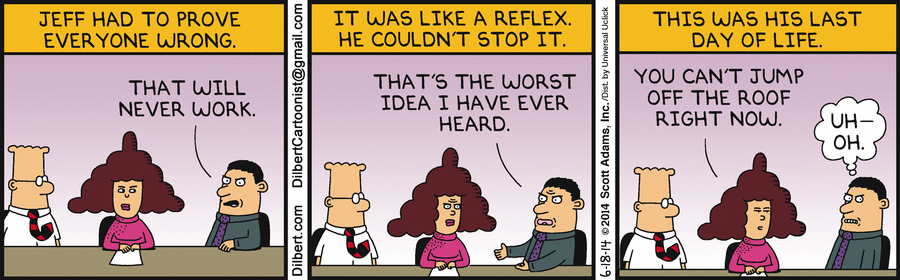 JEFF HAD TO PROVE
EVERYONE WRONG.
THAT WILL
NEVER WORK.
Dilbert.com DilbertCartoonist@gmail.com
IT WAS LIKE A REFLEX.
HE COULDN'T STOP IT.
THAT'S THE WORST
IDEA I HAVE EVER
HEARD.
6-18-14 © 2014 Scott Adams, Inc. /Dist. by Universal Uclick
THIS WAS HIS LAST
DAY OF LIFE.
YOU CAN'T JUMP
OFF THE ROOF
RIGHT NOW.
UH—
OH.